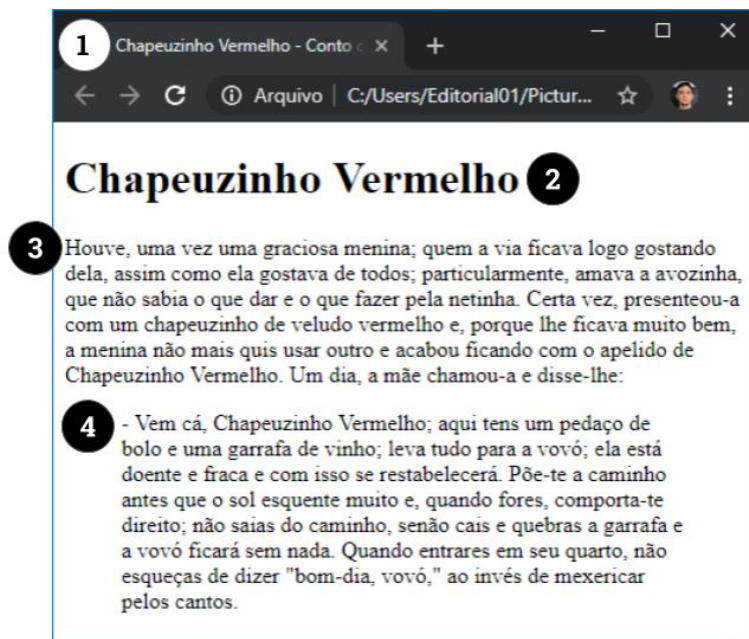 1 Chapeuzinho Vermelho - Conto
Arquivo C:/Users/Editorial01/Pictur...
Chapeuzinho Vermelho 2
3 Houve, uma vez uma graciosa menina; quem a via ficava logo gostando
dela, assim como ela gostava de todos; particularmente, amava a avozinha,
que não sabia o que dar e o que fazer pela netinha. Certa vez, presenteou-a
com um chapeuzinho de veludo vermelho e, porque lhe ficava muito bem,
a menina não mais quis usar outro e acabou ficando com o apelido de
Chapeuzinho Vermelho. Um dia, a mãe chamou-a e disse-lhe:
4 - Vem cá, Chapeuzinho Vermelho; aqui tens um pedaço de
bolo e uma garrafa de vinho; leva tudo para a vovó; ela está
doente e fraca e com isso se restabelecerá. Põe-te a caminho
antes que o sol esquente muito e, quando fores, comporta-te
direito; não saias do caminho, senão cais e quebras a garrafa e
a vovó ficará sem nada. Quando entrares em seu quarto, não
esqueças de dizer "bom-dia, vovó," ao invés de mexericar
pelos cantos.